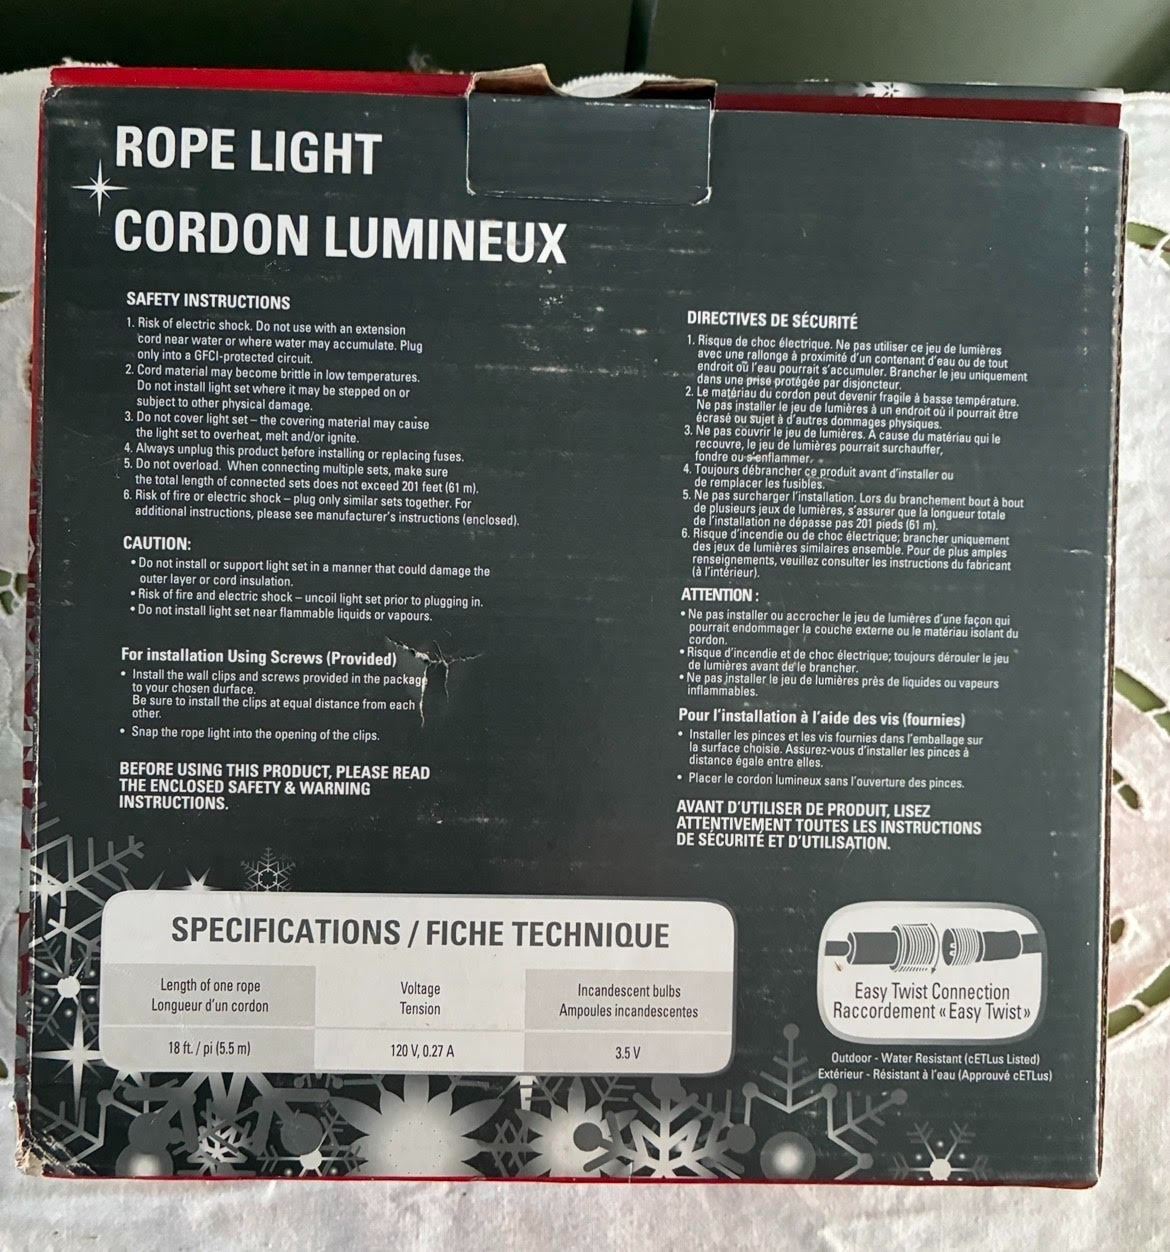 ROPE LIGHT
CORDON LUMINEUX
SAFETY INSTRUCTIONS
1. Risk of electric shock. Do not use with an extension
cord near water or where water may accumulate. Plug
only into a GFCI-protected circuit.
2. Cord material may become brittle in low temperatures.
Do not install light set where it may be stepped on or
subject to other physical damage.
3. Do not cover light set – the covering material may cause
the light set to overheat, melt and/or ignite.
4. Always unplug this product before installing or replacing fuses.
5. Do not overload. When connecting multiple sets, make sure
the total length of connected sets does not exceed 201 feet (61 m).
6. Risk of fire or electric shock – plug only similar sets together. For
additional instructions, please see manufacturer's instructions (enclosed).
CAUTION:
• Do not install or support light set in a manner that could damage the
outer layer or cord insulation.
• Risk of fire and electric shock – uncoil light set prior to plugging in.
• Do not install light set near flammable liquids or vapours.
For installation Using Screws (Provided)
• Install the wall clips and screws provided in the package
to your chosen durface.
Be sure to install the clips at equal distance from each
other.
• Snap the rope light into the opening of the clips.
BEFORE USING THIS PRODUCT, PLEASE READ
THE ENCLOSED SAFETY & WARNING
INSTRUCTIONS.
DIRECTIVES DE SÉCURITÉ
1. Risque de choc électrique. Ne pas utiliser ce jeu de lumières
avec une rallonge à proximité d'un contenant d'eau ou de tout
endroit où l'eau pourrait s'accumuler. Brancher le jeu uniquement
dans une prise protégée par disjoncteur.
2. Le matériau du cordon peut devenir fragile à basse température.
Ne pas installer le jeu de lumières à un endroit où il pourrait être
écrasé ou sujet à d'autres dommages physiques.
3. Ne pas couvrir le jeu de lumières. À cause du matériau qui le
recouvre, le jeu de lumières pourrait surchauffer,
fondre ou s'enflammer.
4. Toujours débrancher ce produit avant d'installer ou
de remplacer les fusibles.
5. Ne pas surcharger l'installation. Lors du branchement bout à bout
de plusieurs jeux de lumières, s'assurer que la longueur totale
de l'installation ne dépasse pas 201 pieds (61 m).
6. Risque d'incendie ou de choc électrique; brancher uniquement
des jeux de lumières similaires ensemble. Pour de plus amples
renseignements, veuillez consulter les instructions du fabricant
(à l'intérieur).
ATTENTION :
• Ne pas installer ou accrocher le jeu de lumières d'une façon qui
pourrait endommager la couche externe ou le matériau isolant du
cordon.
• Risque d'incendie et de choc électrique; toujours dérouler le jeu
de lumières avant de le brancher.
• Ne pas installer le jeu de lumières près de liquides ou vapeurs
inflammables.
Pour l'installation à l'aide des vis (fournies)
• Installer les pinces et les vis fournies dans l'emballage sur
la surface choisie. Assurez-vous d'installer les pinces à
distance égale entre elles.
• Placer le cordon lumineux sans l'ouverture des pinces.
AVANT D'UTILISER DE PRODUIT, LISEZ
ATTENTIVEMENT TOUTES LES INSTRUCTIONS
DE SÉCURITÉ ET D'UTILISATION.
SPECIFICATIONS / FICHE TECHNIQUE
Length of one rope
Longueur d'un cordon
Voltage
Tension
Incandescent bulbs
Ampoules incandescentes
18 ft. / pi (5.5 m)
120 V, 0.27 A
3.5 V
Easy Twist Connection
Raccordement « Easy Twist »
Outdoor - Water Resistant (cETLus Listed)
Extérieur - Résistant à l'eau (Approuvé cETLus)